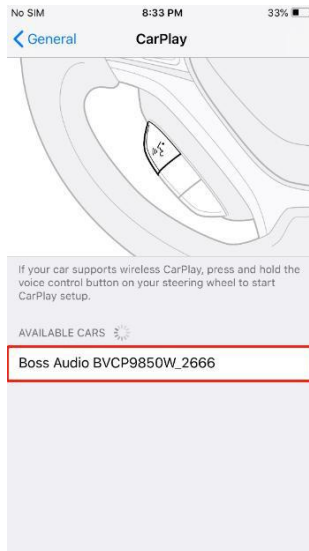 No SIM 8:33 PM 33%
General CarPlay
If your car supports wireless CarPlay, press and hold the
voice control button on your steering wheel to start
CarPlay setup.
AVAILABLE CARS
Boss Audio BVCP9850W_2666